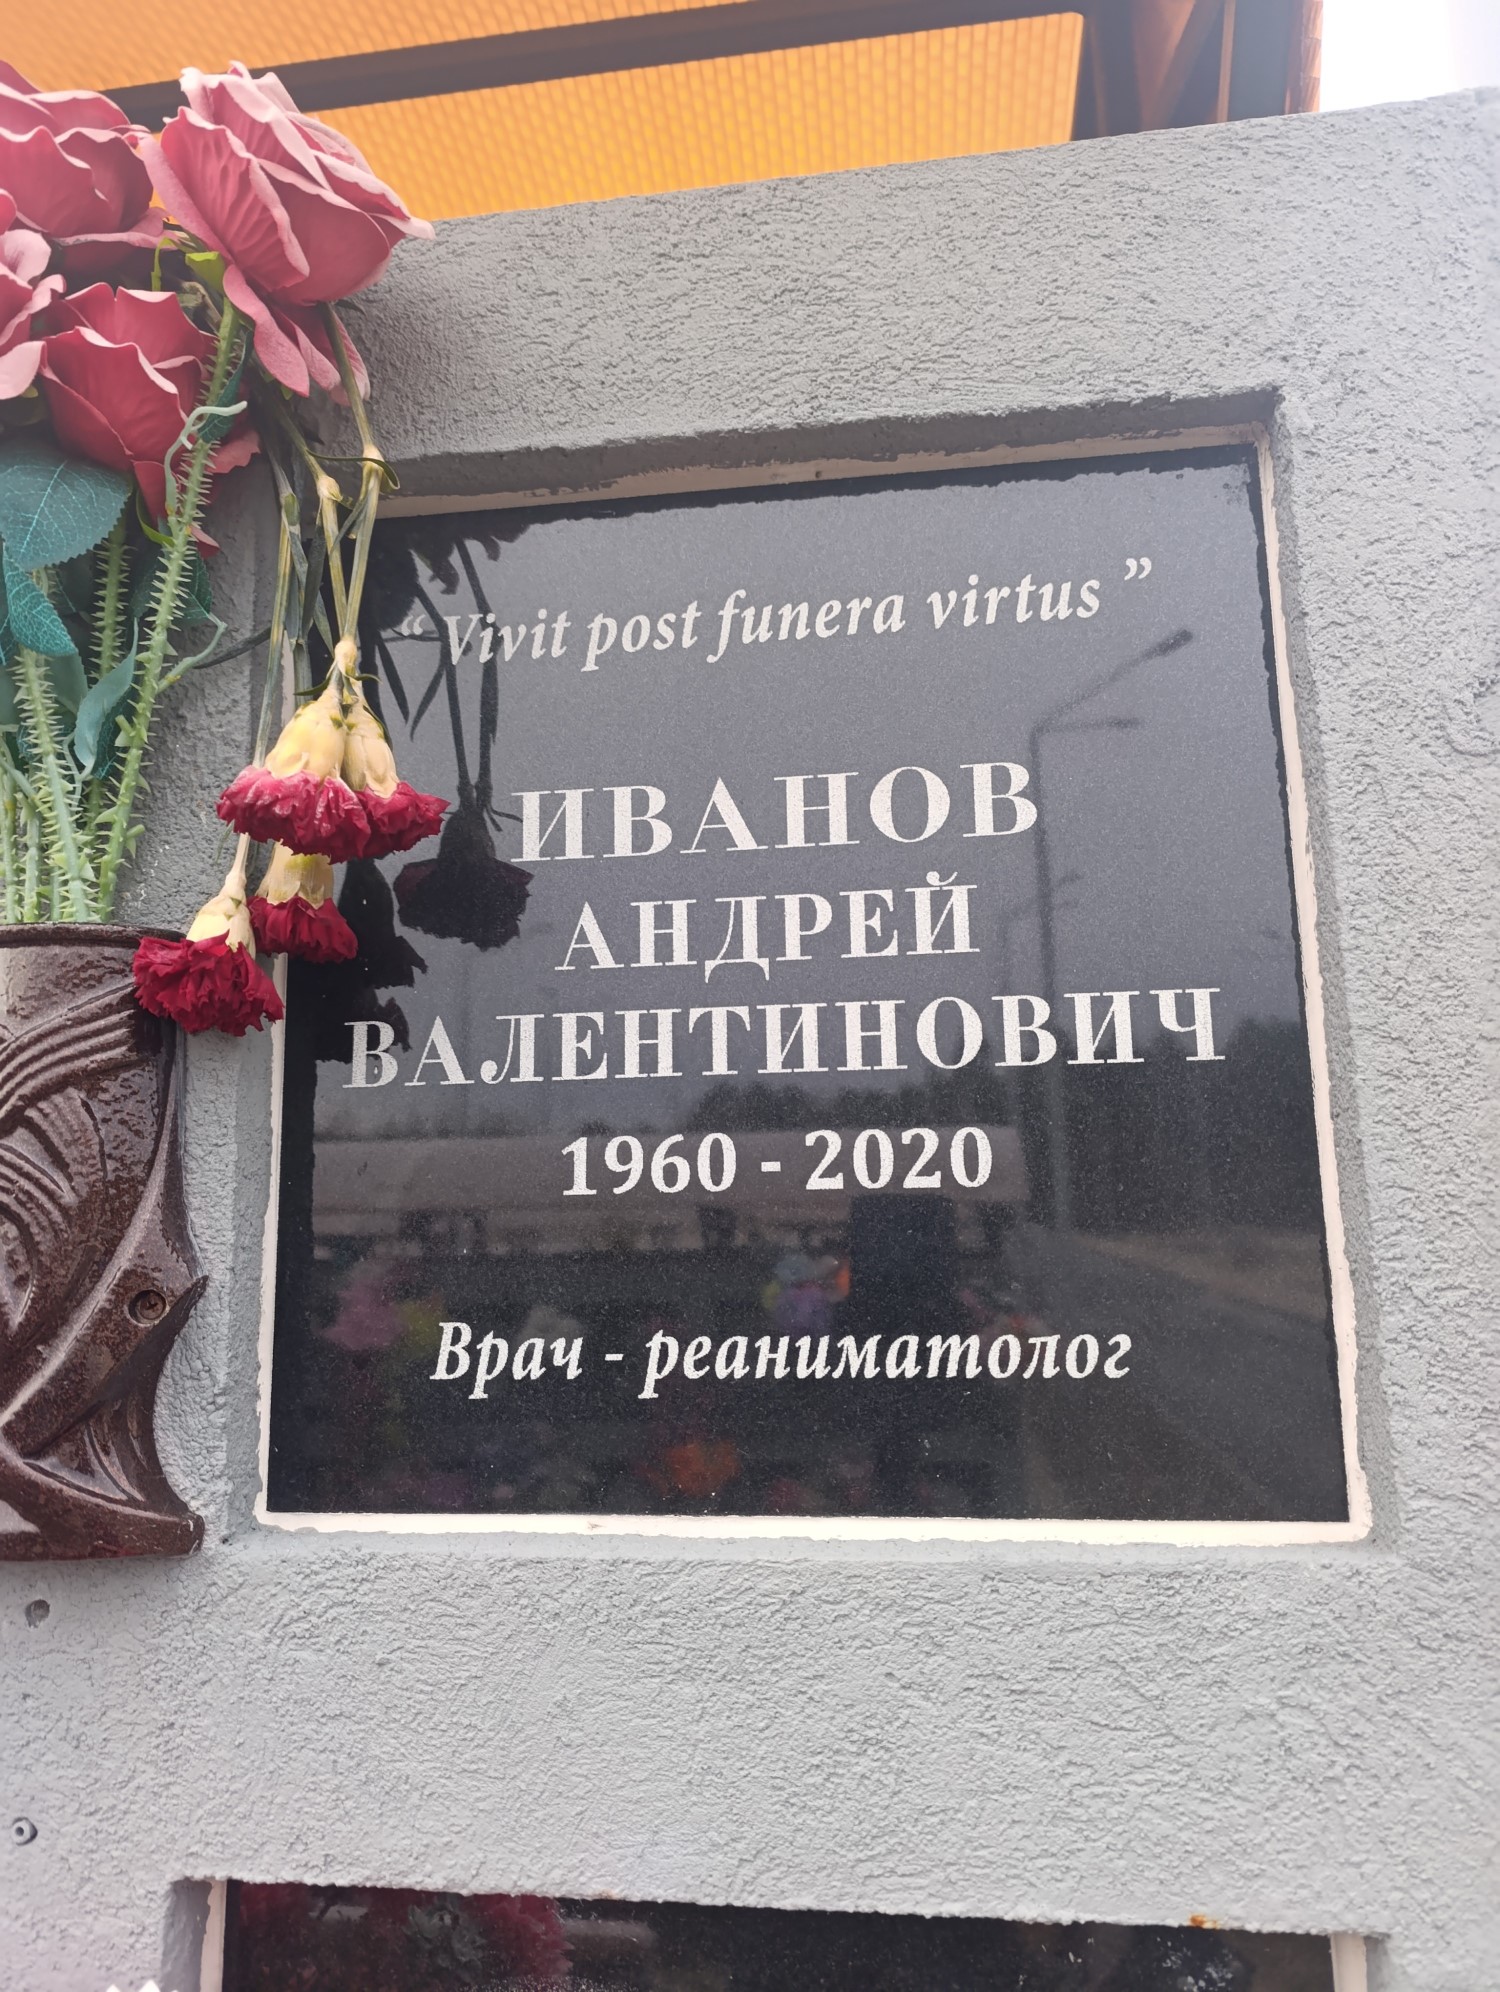 “ Vivit post funera virtus ”
ИВАНОВ
АНДРЕЙ
ВАЛЕНТИНОВИЧ
1960 - 2020
Врач - реаниматолог